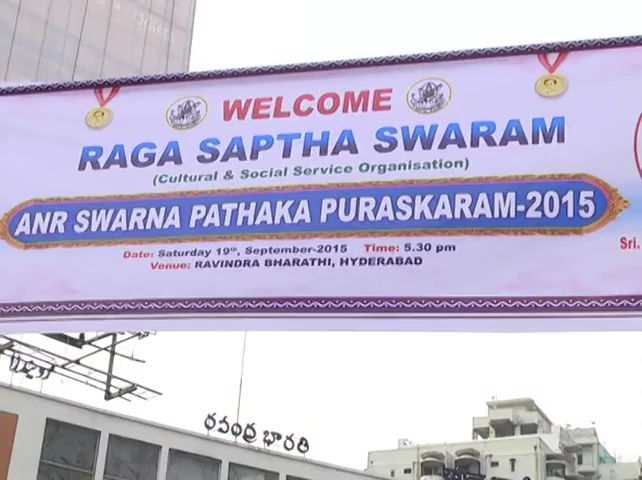 WELCOME
RAGA SAPTHA SWARAM
(Cultural & Social Service Organisation)
ANR SWARNA PATHAKA PURASKARAM-2015
Date: Saturday 19th, September-2015 Time: 5.30 pm
Venue: RAVINDRA BHARATHI, HYDERABAD
Sri.
రవీంద్ర భారతి